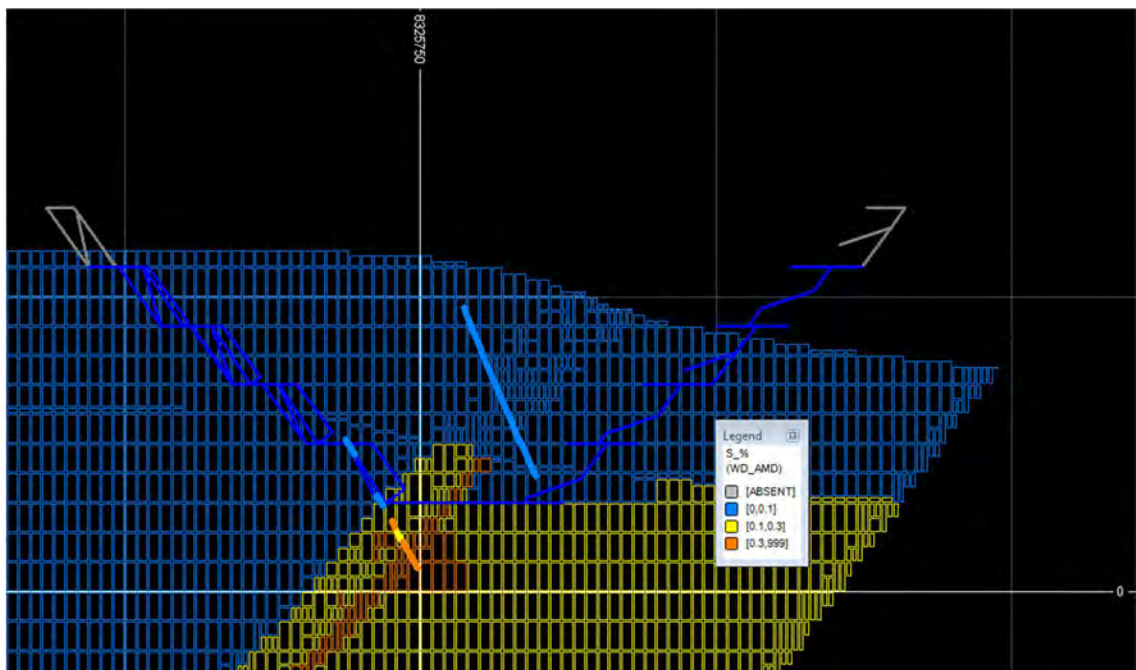 8325750
Legend
S_%
(WD_AMD)
[ABSENT]
[0,0.1]
[0.1,0.3]
[0.3,999]
0